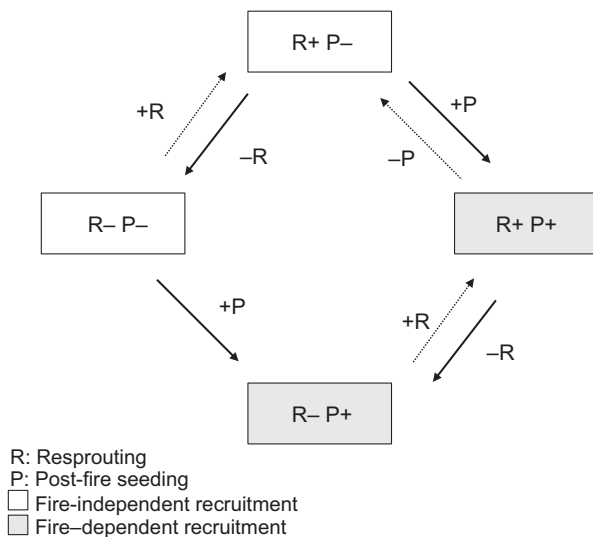 R+ P–
+R
+P
–R
–P
R– P–
R+ P+
+P
+R
–R
R– P+
R: Resprouting
P: Post-fire seeding
Fire-independent recruitment
Fire–dependent recruitment